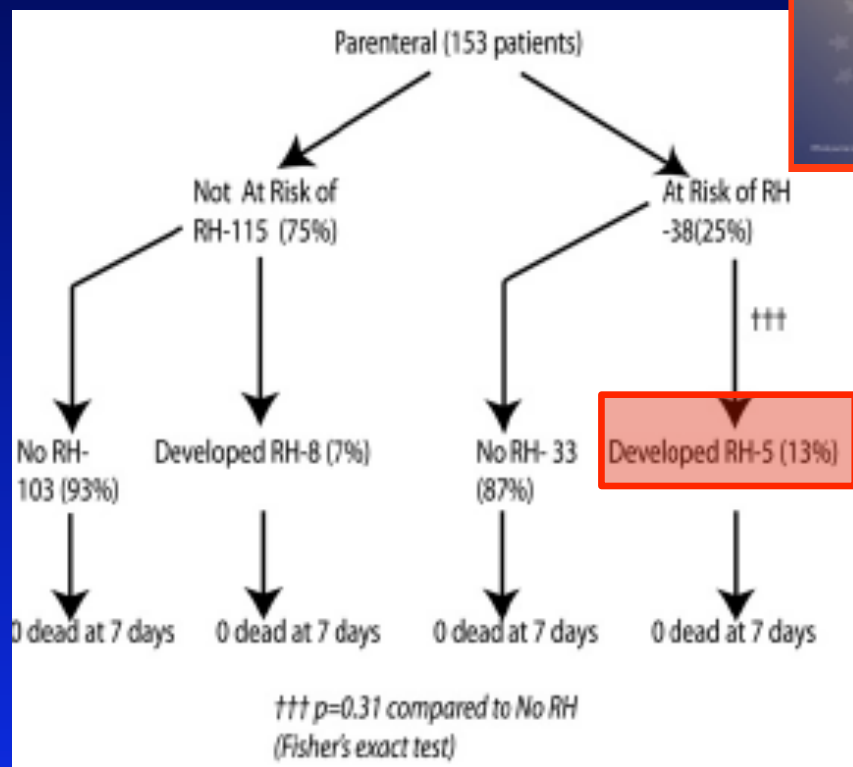 Parenteral (153 patients)
Not At Risk of
RH-115 (75%)
At Risk of RH
-38(25%)
†††
No RH-
103 (93%)
Developed RH-8 (7%)
No RH- 33
(87%)
Developed RH-5 (13%)
0 dead at 7 days
0 dead at 7 days
0 dead at 7 days
0 dead at 7 days
††† p=0.31 compared to No RH
(Fisher's exact test)